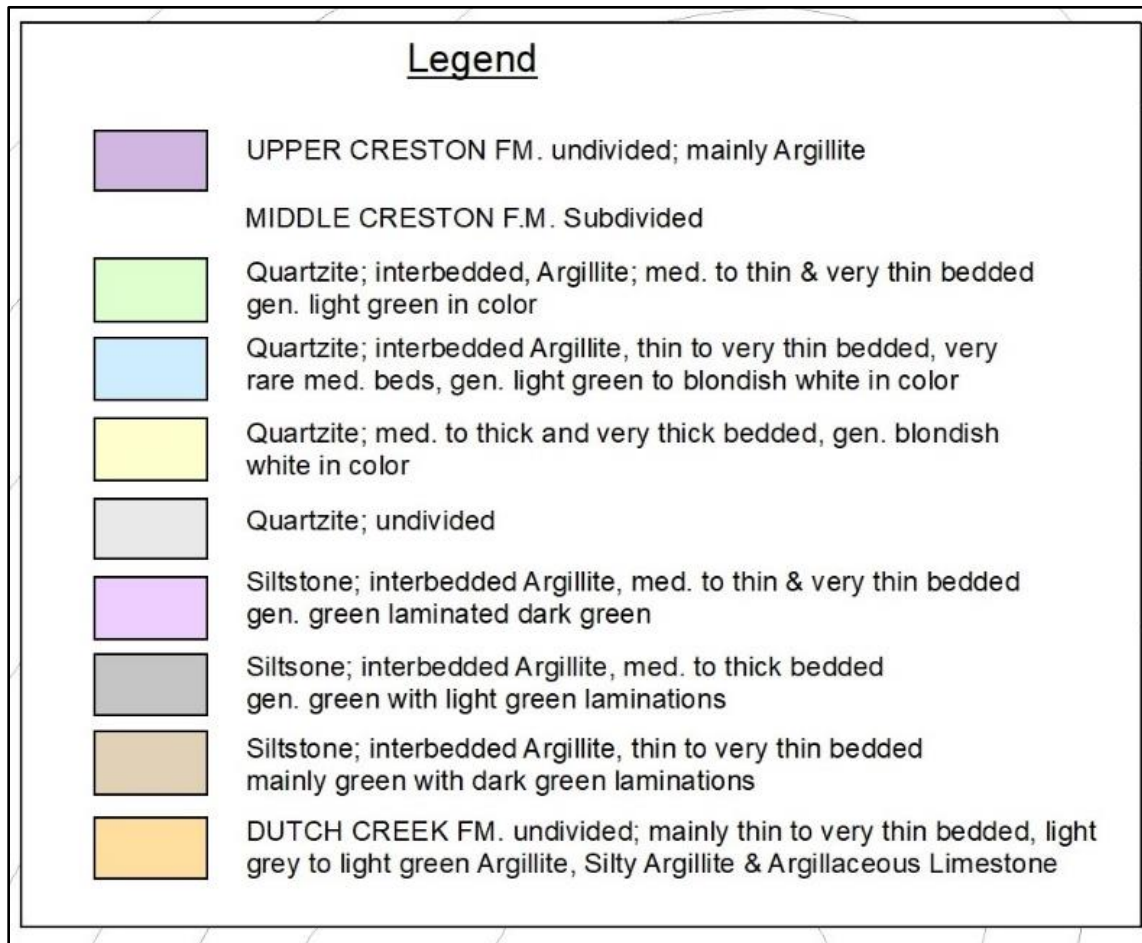 Legend
UPPER CRESTON FM. undivided; mainly Argillite
MIDDLE CRESTON F.M. Subdivided
Quartzite; interbedded, Argillite; med. to thin & very thin bedded
gen. light green in color
Quartzite; interbedded Argillite, thin to very thin bedded, very
rare med. beds, gen. light green to blondish white in color
Quartzite; med. to thick and very thick bedded, gen. blondish
white in color
Quartzite; undivided
Siltstone; interbedded Argillite, med. to thin & very thin bedded
gen. green laminated dark green
Siltsone; interbedded Argillite, med. to thick bedded
gen. green with light green laminations
Siltstone; interbedded Argillite, thin to very thin bedded
mainly green with dark green laminations
DUTCH CREEK FM. undivided; mainly thin to very thin bedded, light
grey to light green Argillite, Silty Argillite & Argillaceous Limestone